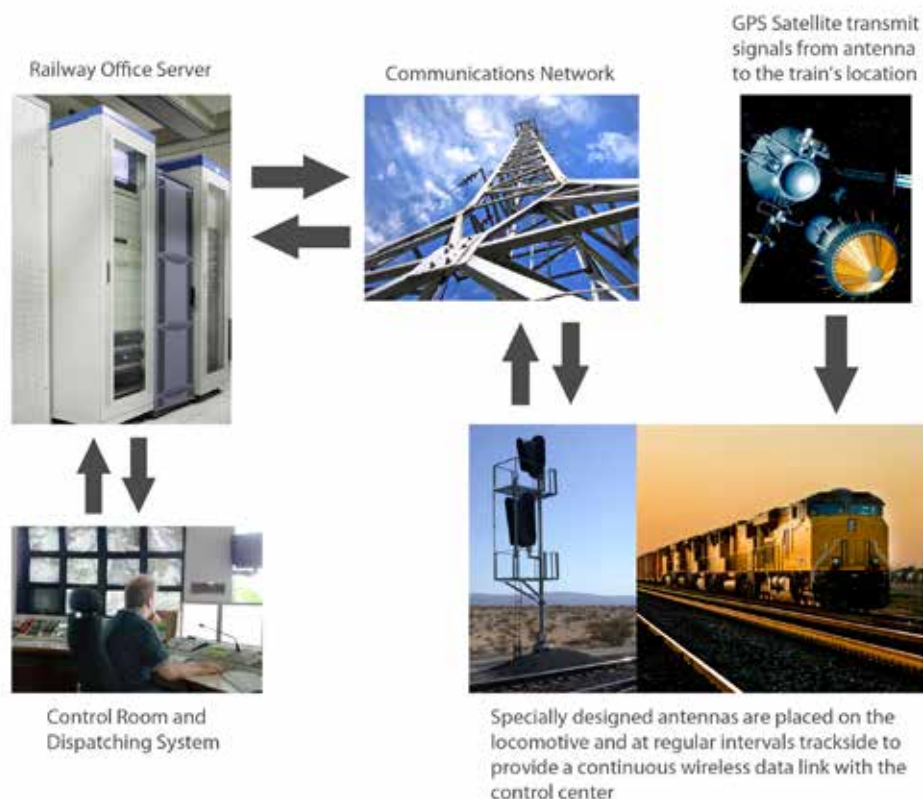 Railway Office Server
Communications Network
GPS Satellite transmit
signals from antenna
to the train's location
Control Room and
Dispatching System
Specially designed antennas are placed on the
locomotive and at regular intervals trackside to
provide a continuous wireless data link with the
control center